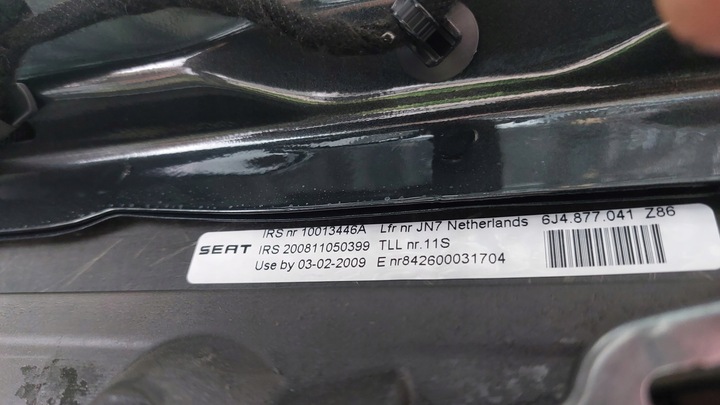 IRS nr 10013446A Lfr nr JN7 Netherlands 6J4.877.041 Z86
SEAT IRS 200811050399 TLL nr.11S
Use by 03-02-2009 E nr842600031704